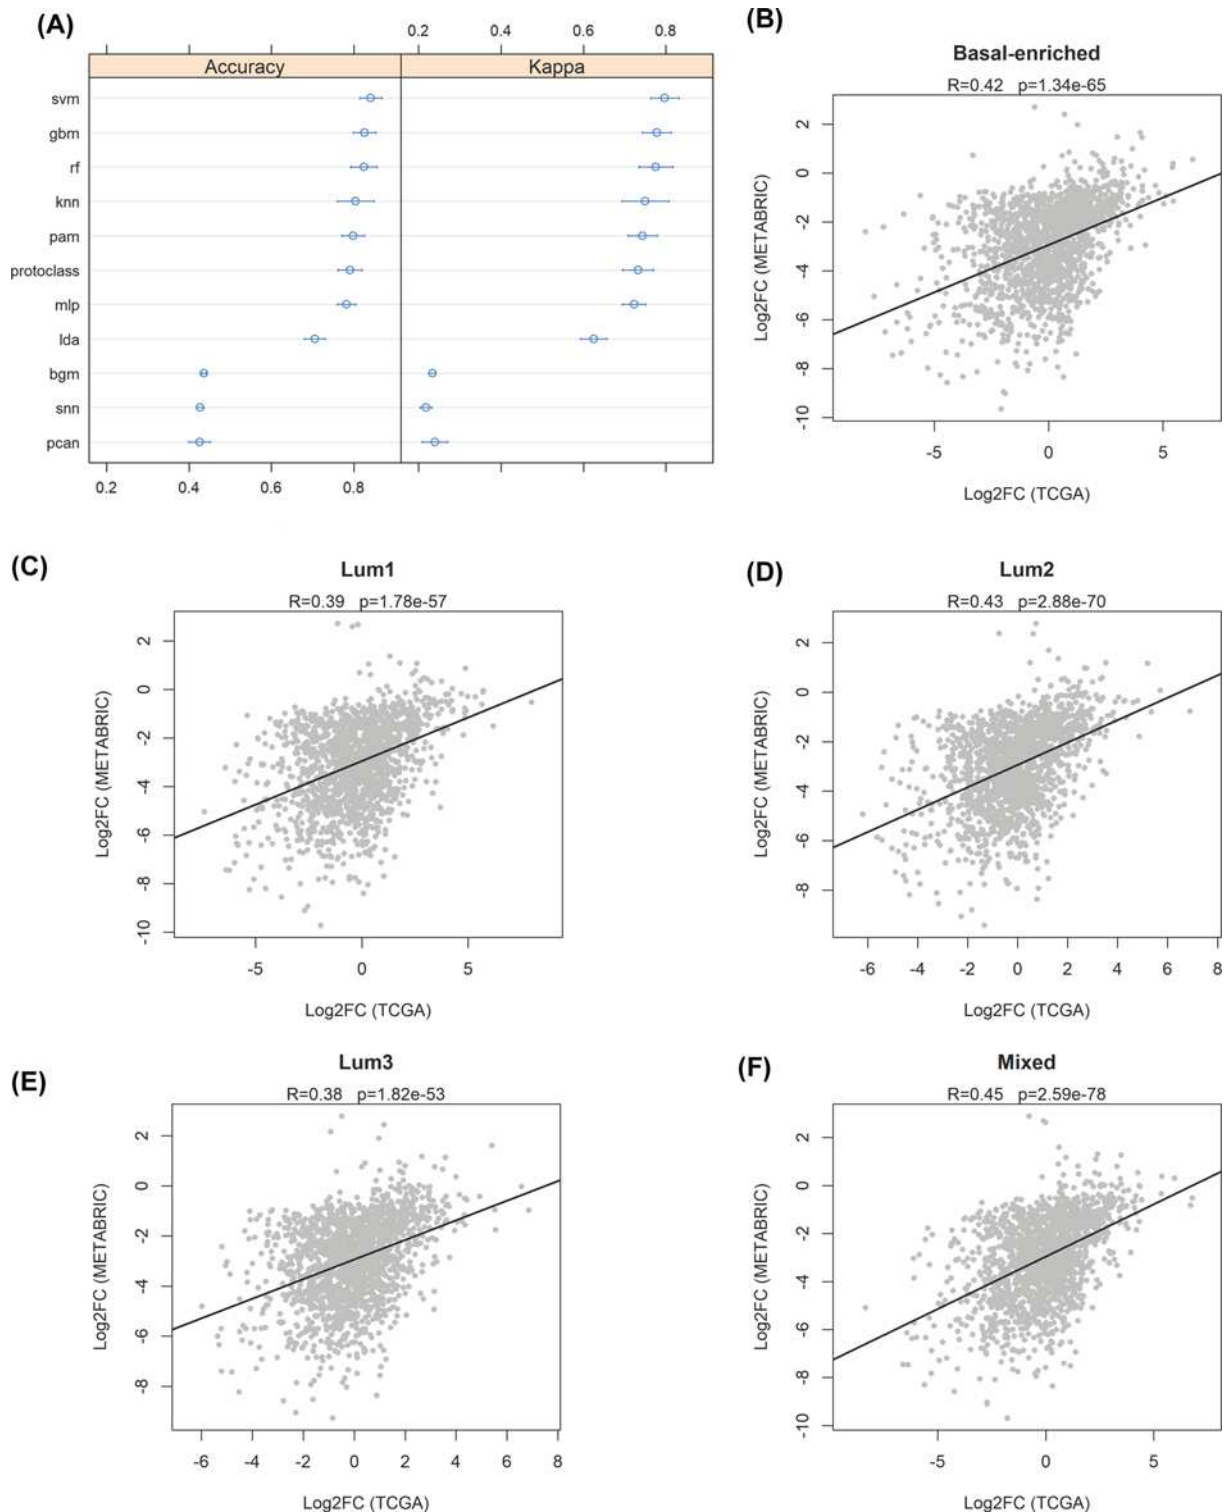 (A)
0.2 0.4 0.6 0.8
Accuracy Kappa
svm
gbm
rf
knn
pam
protoclass
mlp
lda
bgm
snn
pcan
0.2 0.4 0.6 0.8
(B)
Basal-enriched
R=0.42 p=1.34e-65
Log2FC (METABRIC)
2
0
-2
-4
-6
-8
-10
-5 0 5
Log2FC (TCGA)
(C)
Lum1
R=0.39 p=1.78e-57
Log2FC (METABRIC)
2
0
-2
-4
-6
-8
-10
-5 0 5
Log2FC (TCGA)
(D)
Lum2
R=0.43 p=2.88e-70
Log2FC (METABRIC)
2
0
-2
-4
-6
-8
-6 -4 -2 0 2 4 6 8
Log2FC (TCGA)
(E)
Lum3
R=0.38 p=1.82e-53
Log2FC (METABRIC)
2
0
-2
-4
-6
-8
-6 -4 -2 0 2 4 6 8
Log2FC (TCGA)
(F)
Mixed
R=0.45 p=2.59e-78
Log2FC (METABRIC)
2
0
-2
-4
-6
-8
-10
-5 0 5
Log2FC (TCGA)